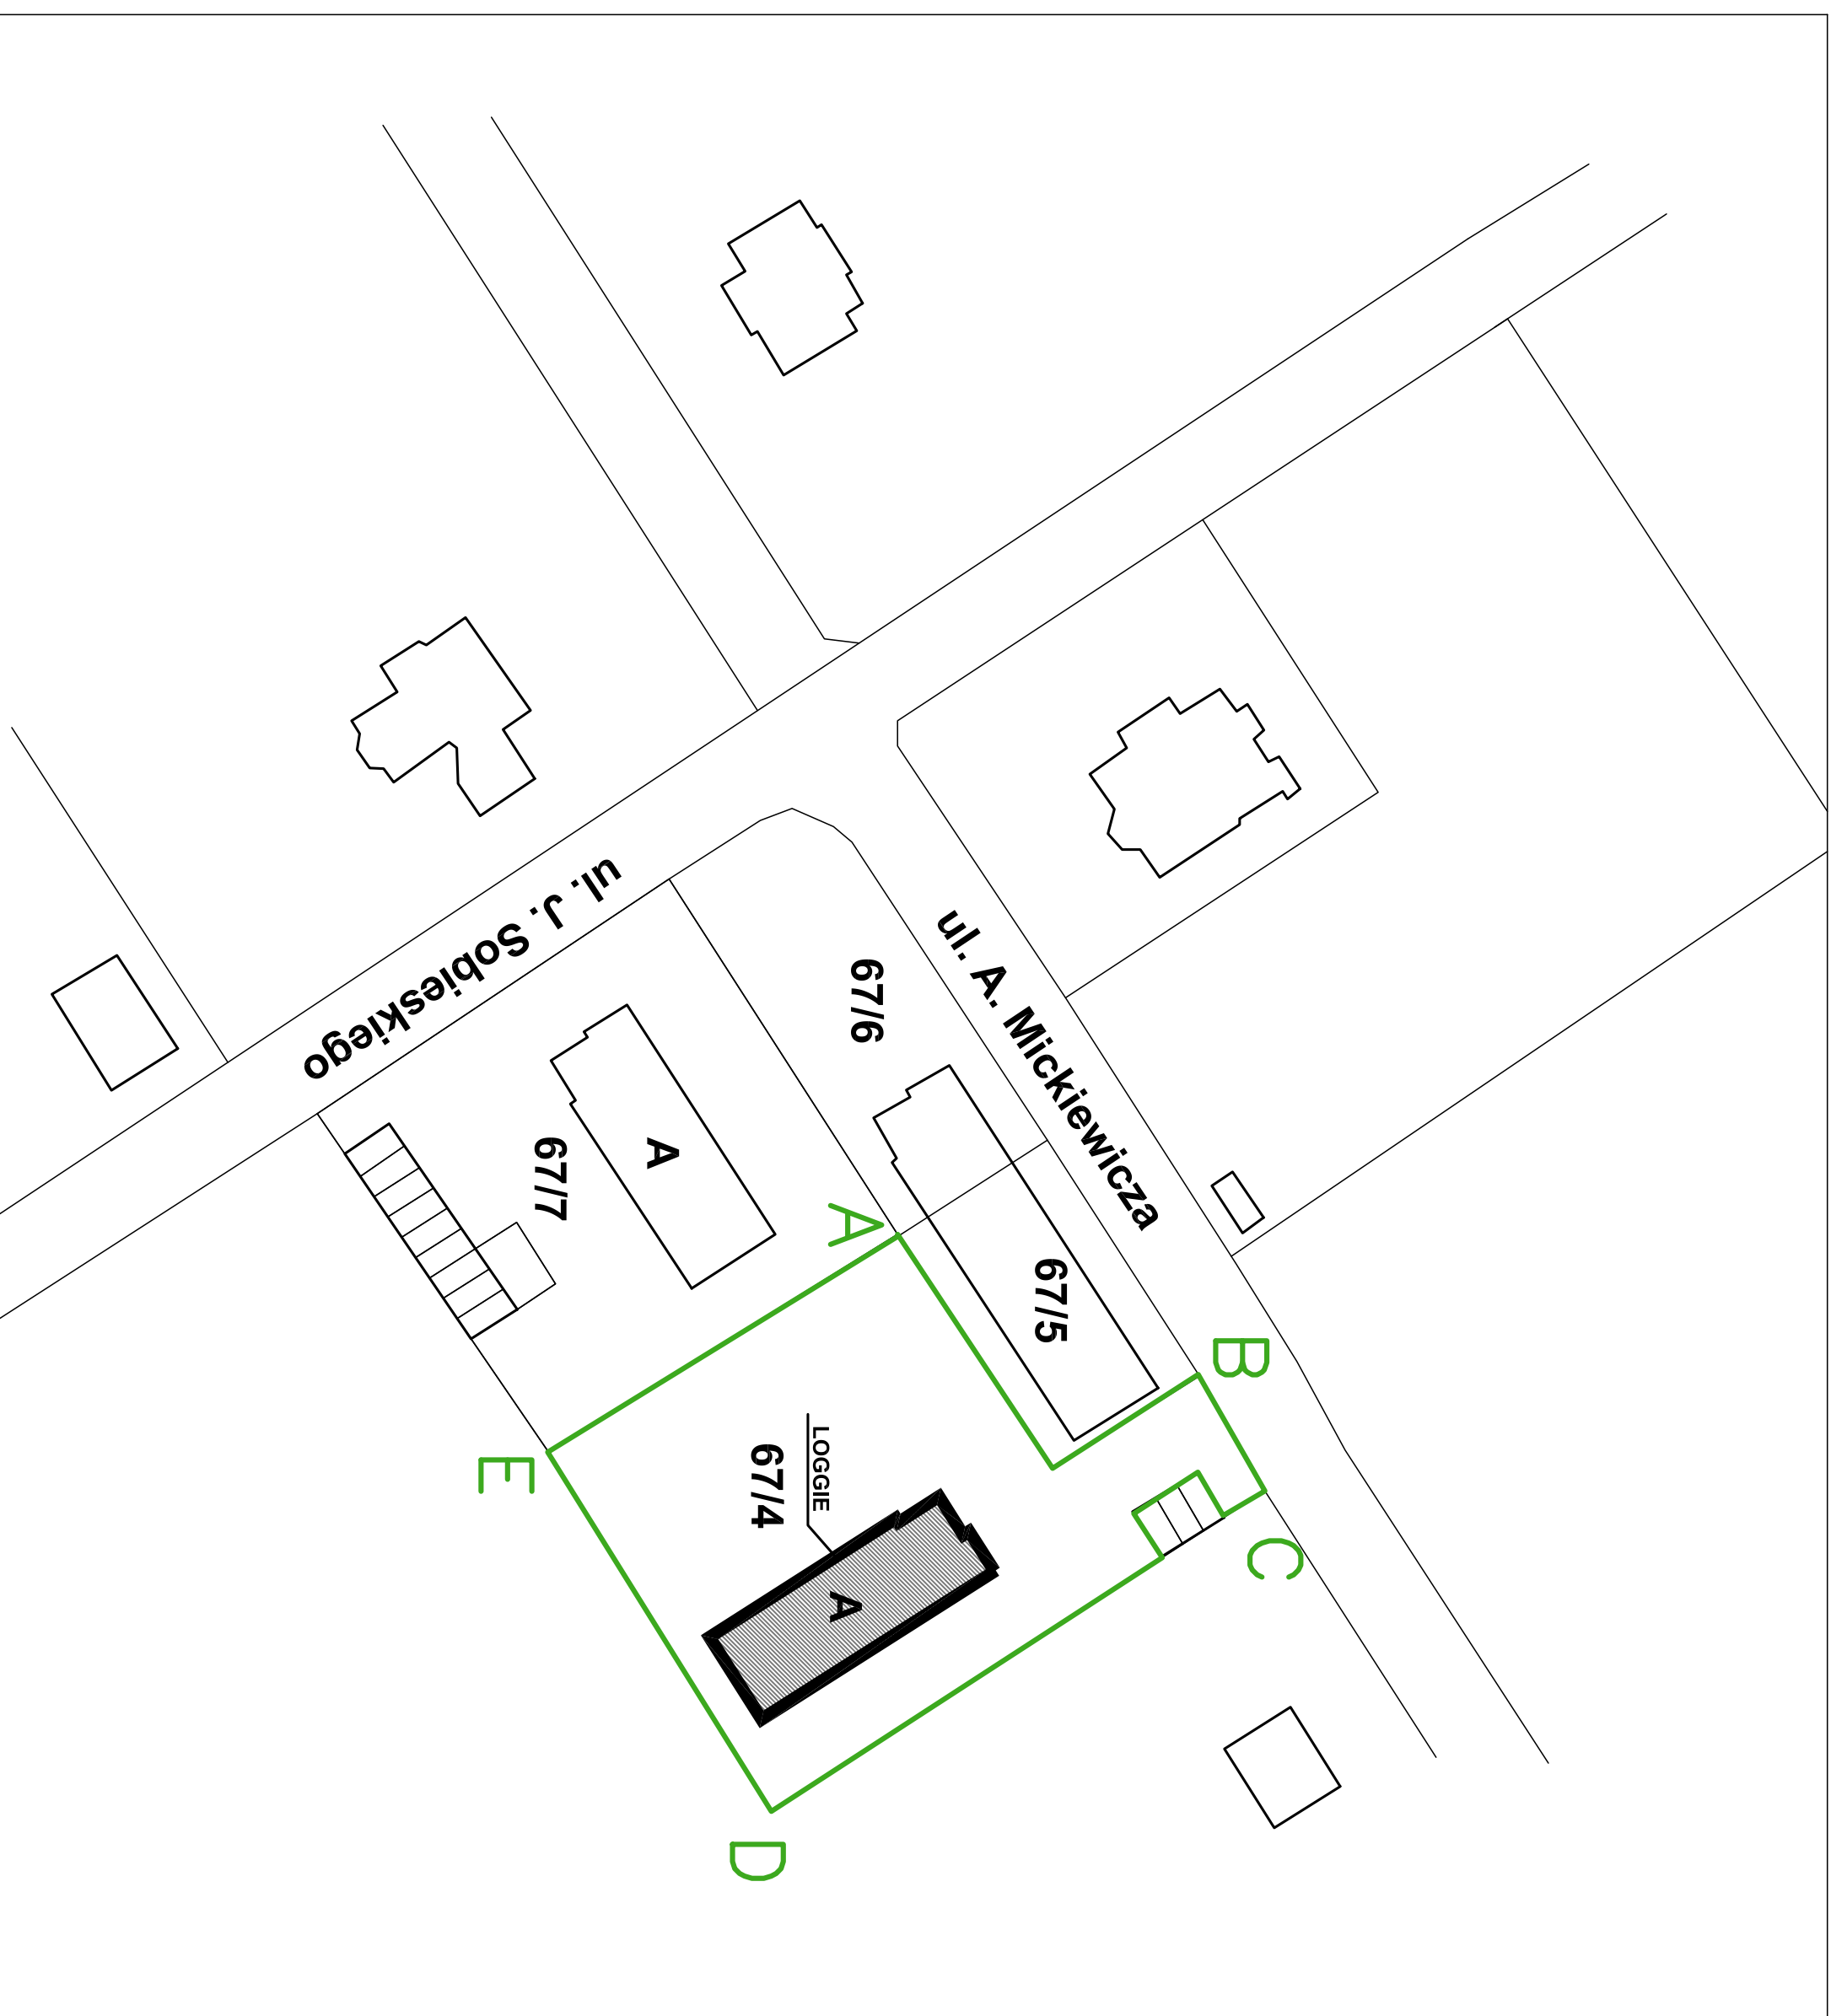 ul. J. Sobieskiego
ul. A. Mickiewicza
67/6
67/7
A
A
67/5
B
C
E
LOGGIE
67/4
A
D